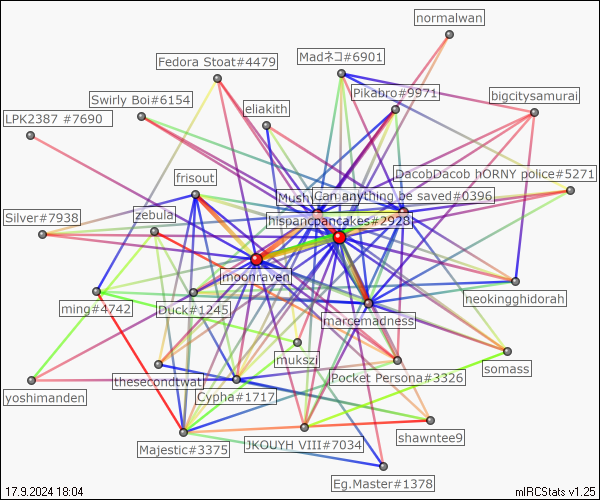 normalwan
Madネコ#6901
Fedora Stoat#4479
Pikabro#9971
bigcitysamurai
Swirly Boi#6154
eliakith
LPK2387 #7690
DacobDacob hORNY police#5271
frisout
Mush
Can anything be saved#0396
Silver#7938
zebula
hispancpancakes#2928
moonraven
ming#4742
Duck#1245
neokingghidorah
marcemadness
mukszi
somass
thesecondtwat
Pocket Persona#3326
yoshimanden
Cypha#1717
shawntee9
Majestic#3375
JKOUYH VIII#7034
Eg.Master#1378
17.9.2024 18:04
mIRCStats v1.25